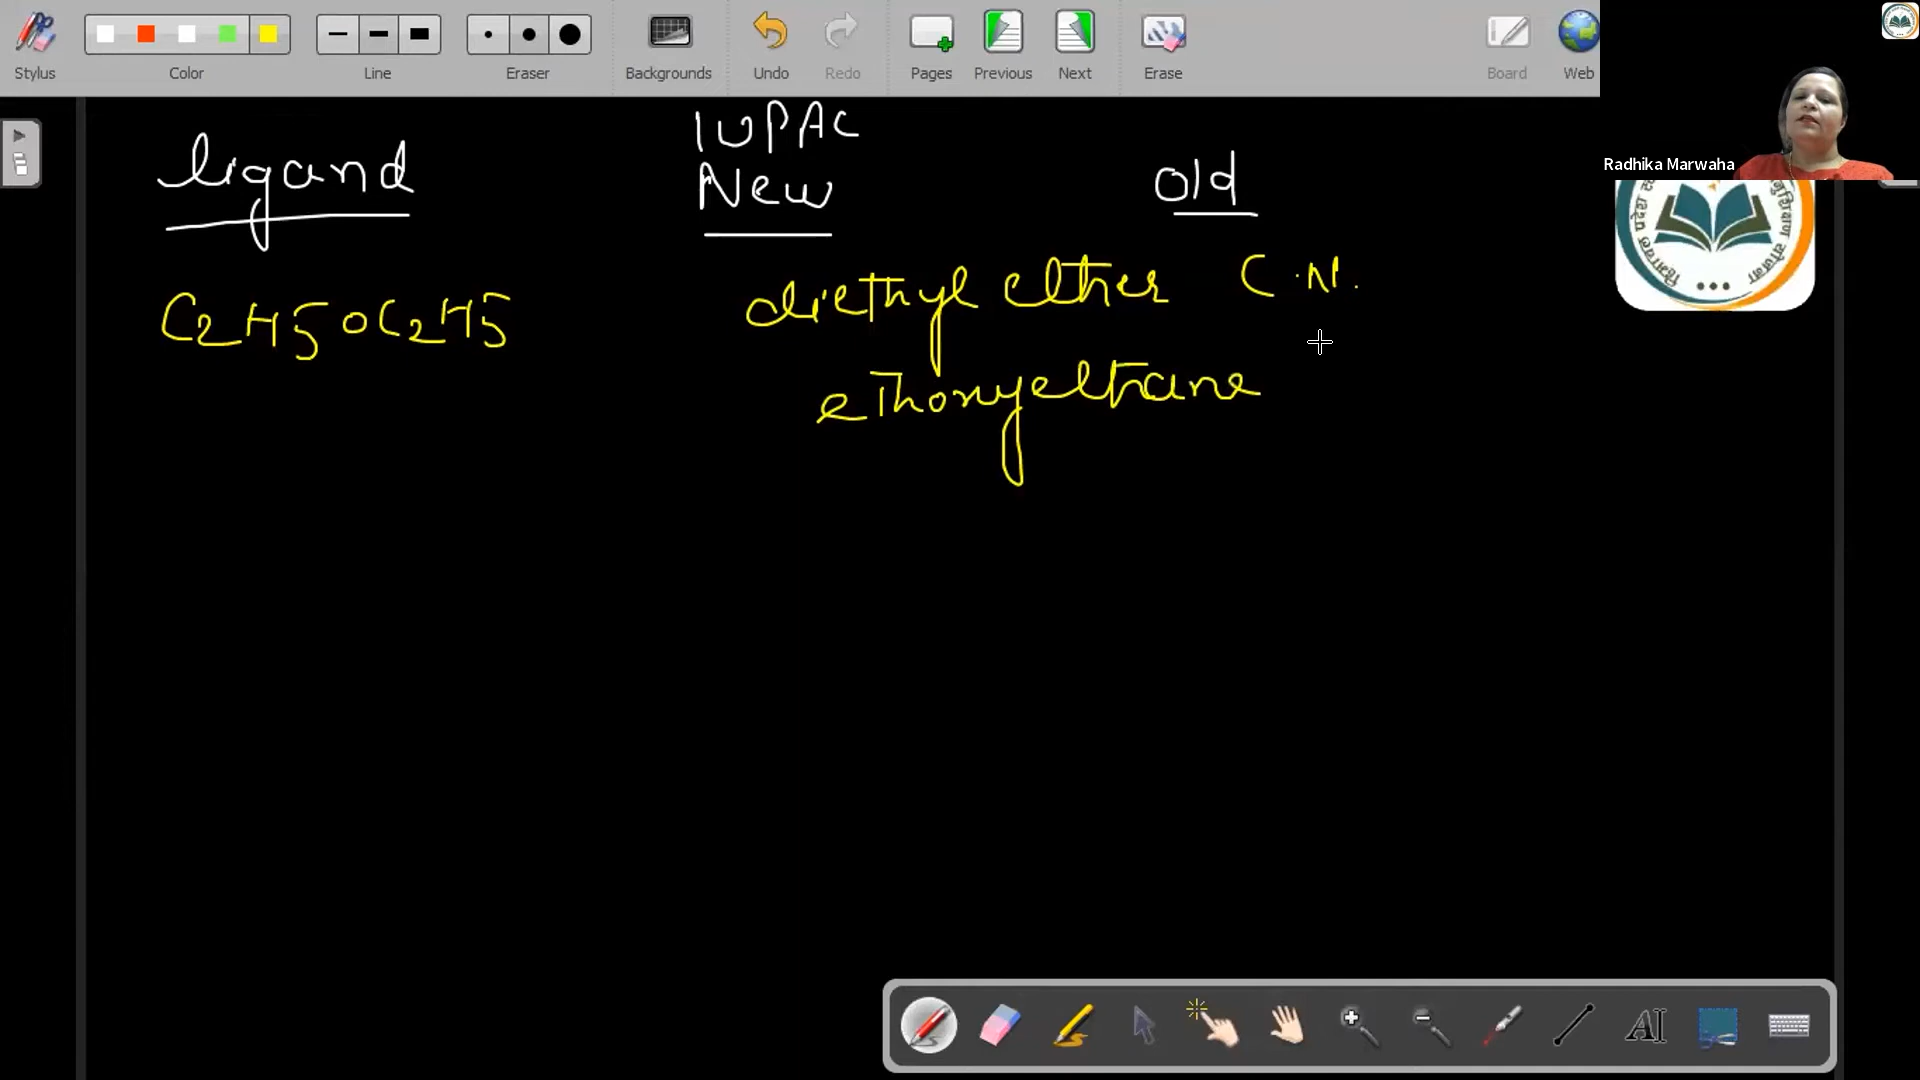 Stylus
Color
Line
Eraser
Backgrounds
Undo
Redo
Pages
Previous
Next
Erase
Board
Web
Radhika Marwaha
IUPAC
ligand
New
old
C2H5OC2H5
diethyl ether C.N.
ethoxyethane
AI